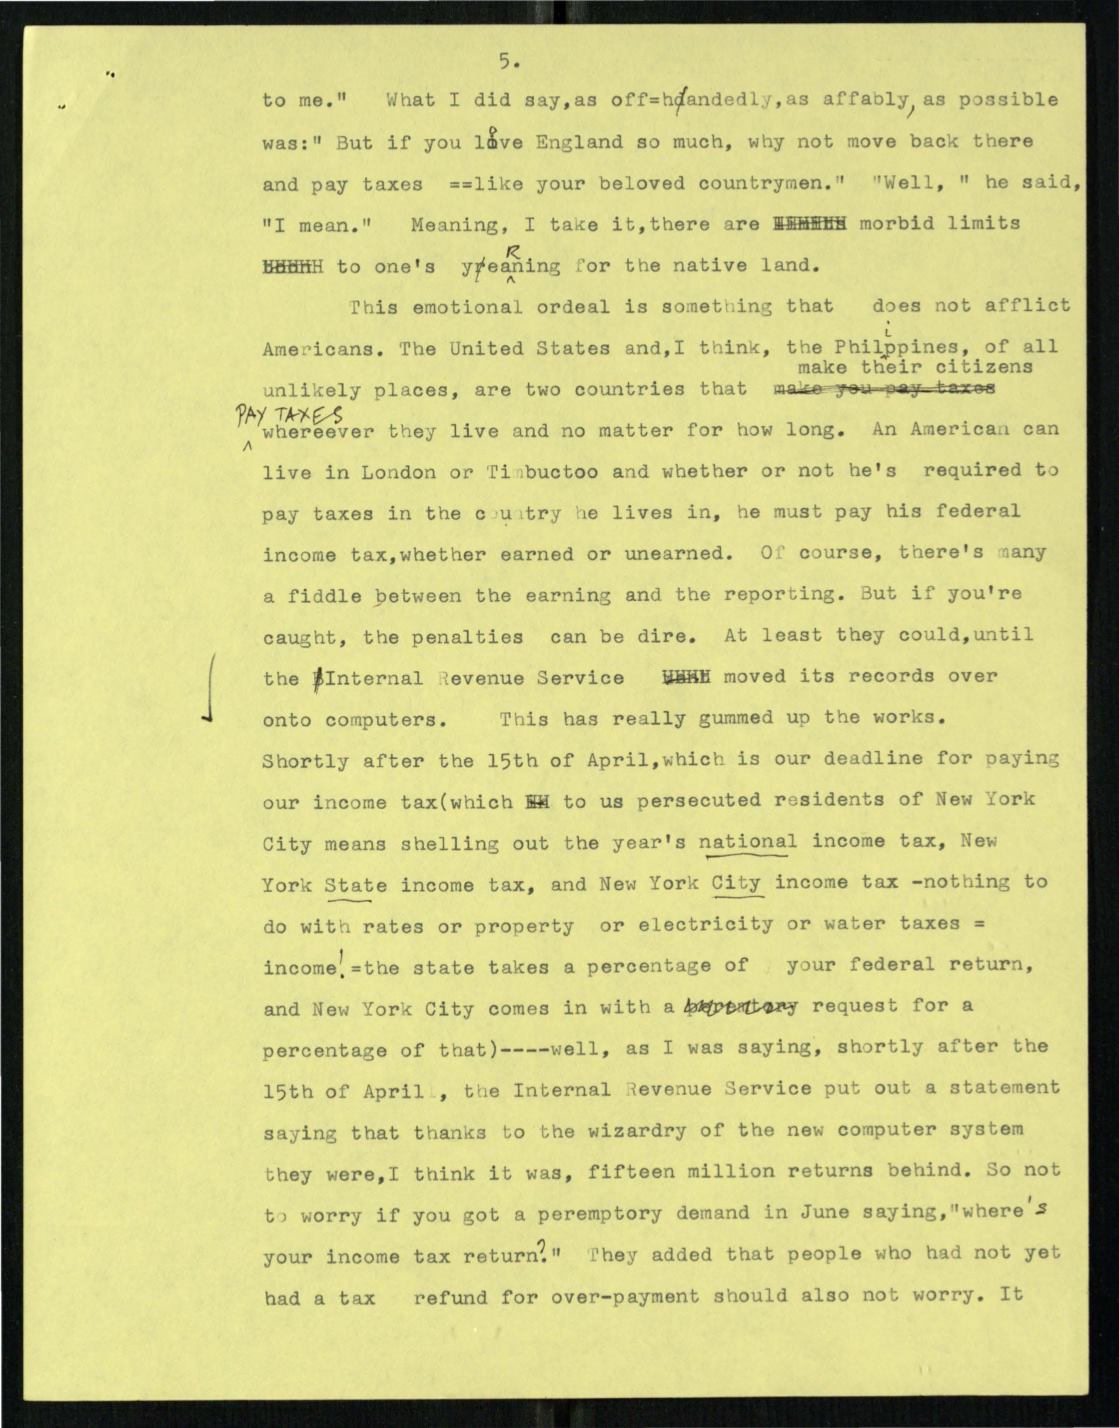 5.
to me." What I did say,as off=handedly,as affably, as possible
was:" But if you love England so much, why not move back there
and pay taxes ==like your beloved countrymen." "Well, " he said,
"I mean." Meaning, I take it,there are morbid limits
to one's yeaRning for the native land.
This emotional ordeal is something that does not afflict
Americans. The United States and,I think, the Philippines, of all
make their citizens
unlikely places, are two countries that make you pay taxes
PAY TAXES
whereever they live and no matter for how long. An American can
live in London or Timbuctoo and whether or not he's required to
pay taxes in the country he lives in, he must pay his federal
income tax,whether earned or unearned. Of course, there's many
a fiddle between the earning and the reporting. But if you're
caught, the penalties can be dire. At least they could,until
the Internal Revenue Service moved its records over
onto computers. This has really gummed up the works.
Shortly after the 15th of April,which is our deadline for paying
our income tax(which to us persecuted residents of New York
City means shelling out the year's national income tax, New
York State income tax, and New York City income tax -nothing to
do with rates or property or electricity or water taxes =
income! =the state takes a percentage of your federal return,
and New York City comes in with a request for a
percentage of that)----well, as I was saying, shortly after the
15th of April , the Internal Revenue Service put out a statement
saying that thanks to the wizardry of the new computer system
they were,I think it was, fifteen million returns behind. So not
to worry if you got a peremptory demand in June saying,"where's
your income tax return?" They added that people who had not yet
had a tax refund for over-payment should also not worry. It